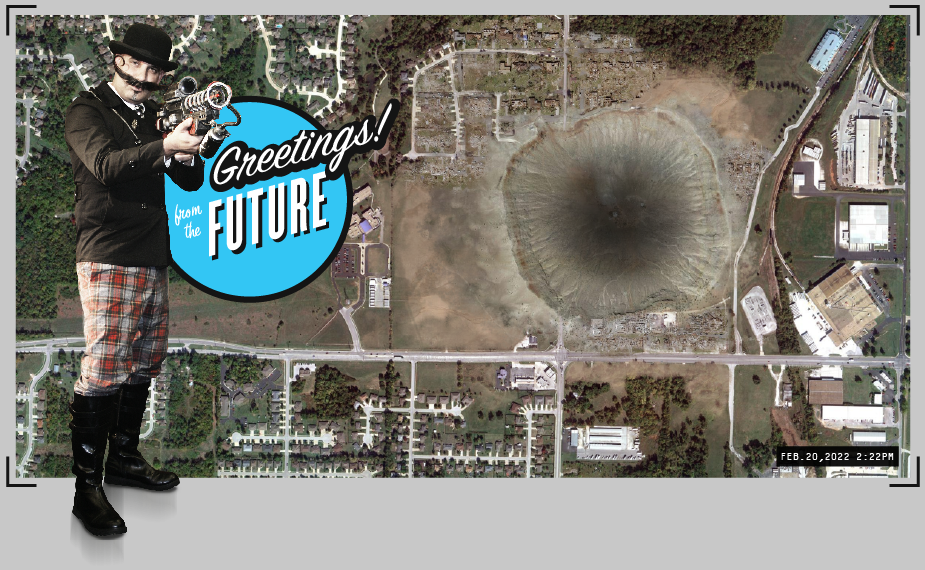 Greetings!
from
the
FUTURE
FEB.20,2022 2:22PM